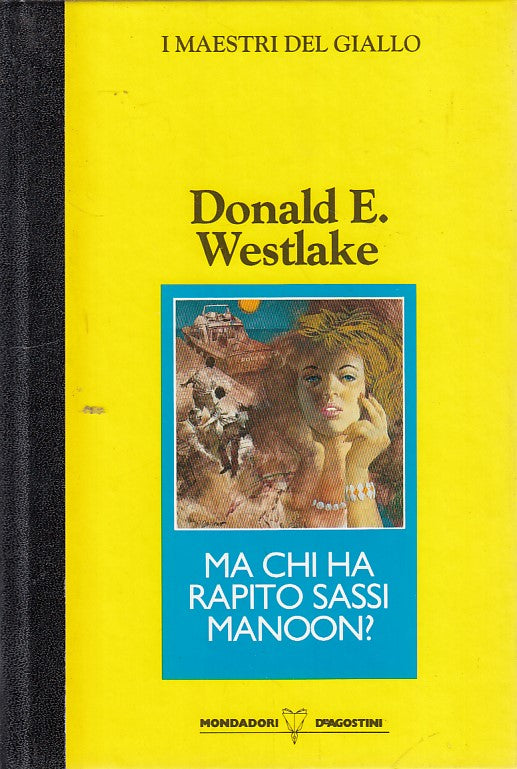 I MAESTRI DEL GIALLO
Donald E.
Westlake
MA CHI HA
RAPITO SASSI
MANOON?
MONDADORI DEAGOSTINI